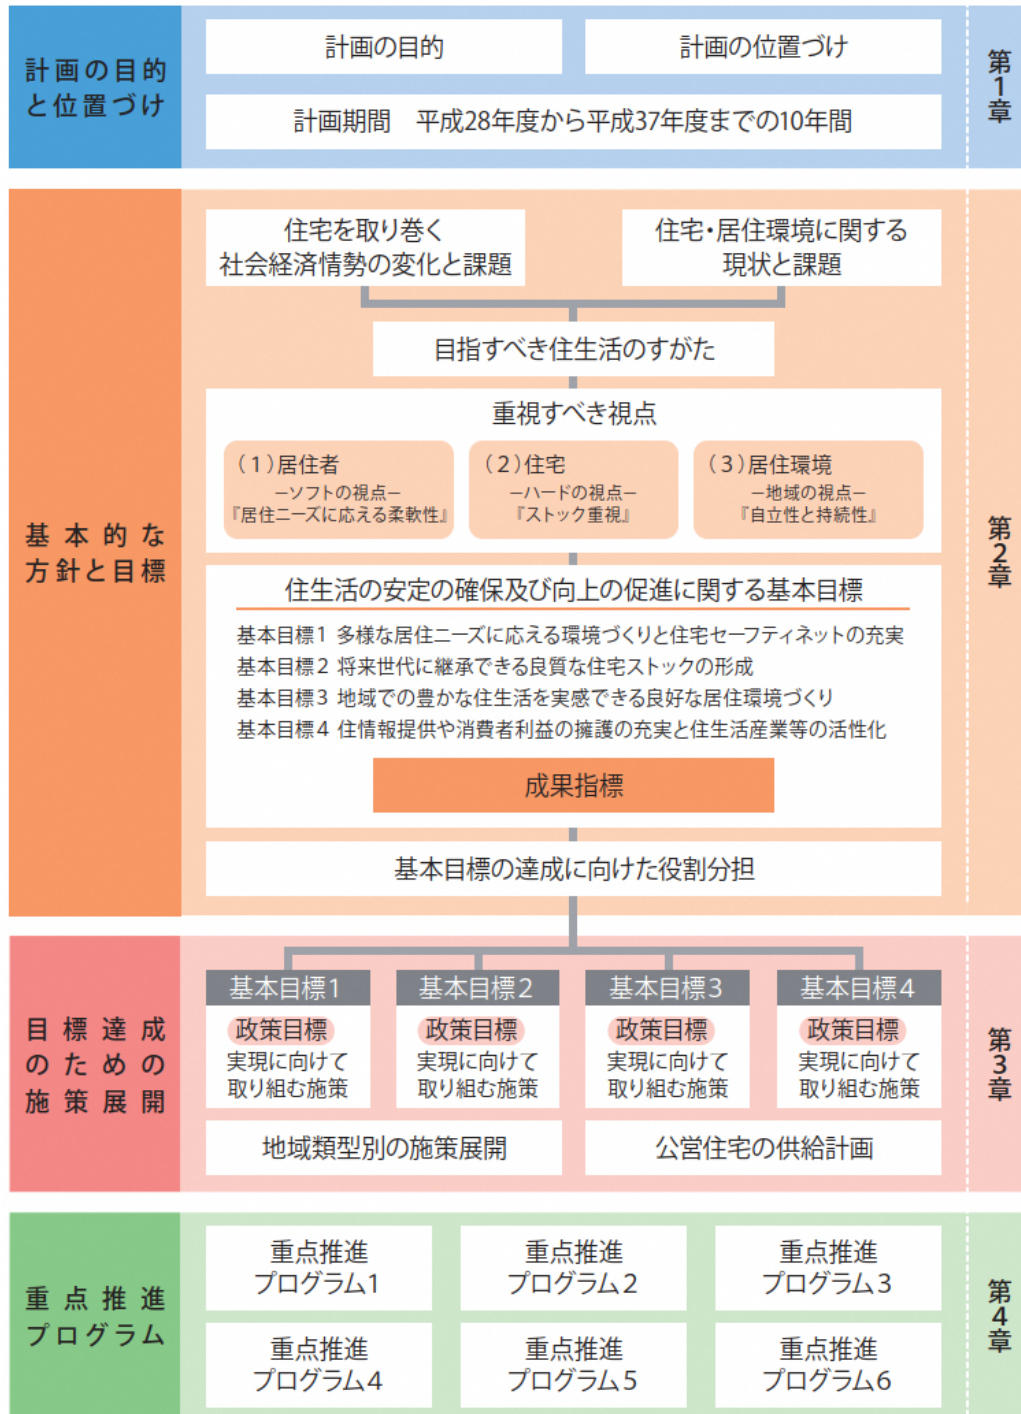 計画の目的
と位置づけ
計画の目的
計画の位置づけ
計画期間　平成28年度から平成37年度までの10年間
第1章
基本的な
方針と目標
住宅を取り巻く
社会経済情勢の変化と課題
住宅・居住環境に関する
現状と課題
目指すべき住生活のすがた
重視すべき視点
（1）居住者
－ソフトの視点－
『居住ニーズに応える柔軟性』
（2）住宅
－ハードの視点－
『ストック重視』
（3）居住環境
－地域の視点－
『自立性と持続性』
住生活の安定の確保及び向上の促進に関する基本目標
基本目標1 多様な居住ニーズに応える環境づくりと住宅セーフティネットの充実
基本目標2 将来世代に継承できる良質な住宅ストックの形成
基本目標3 地域での豊かな住生活を実感できる良好な居住環境づくり
基本目標4 住情報提供や消費者利益の擁護の充実と住生活産業等の活性化
成果指標
基本目標の達成に向けた役割分担
第2章
目標達成
のための
施策展開
基本目標1
政策目標
実現に向けて
取り組む施策
基本目標2
政策目標
実現に向けて
取り組む施策
基本目標3
政策目標
実現に向けて
取り組む施策
基本目標4
政策目標
実現に向けて
取り組む施策
地域類型別の施策展開
公営住宅の供給計画
第3章
重点推進
プログラム
重点推進
プログラム1
重点推進
プログラム2
重点推進
プログラム3
重点推進
プログラム4
重点推進
プログラム5
重点推進
プログラム6
第4章